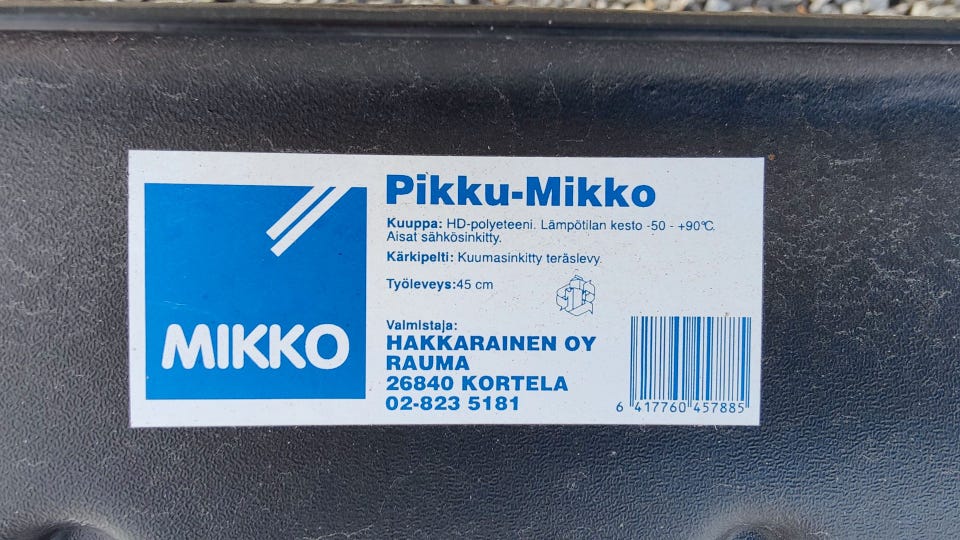 MIKKO
Pikku-Mikko
Kuuppa: HD-polyeteeni. Lämpötilan kesto -50 - +90°C.
Aisat sähkösinkitty.
Kärkipelti: Kuumasinkitty teräslevy.
Työleveys:45 cm
Valmistaja:
HAKKARAINEN OY
RAUMA
26840 KORTELA
02-823 5181
6 417760 457885